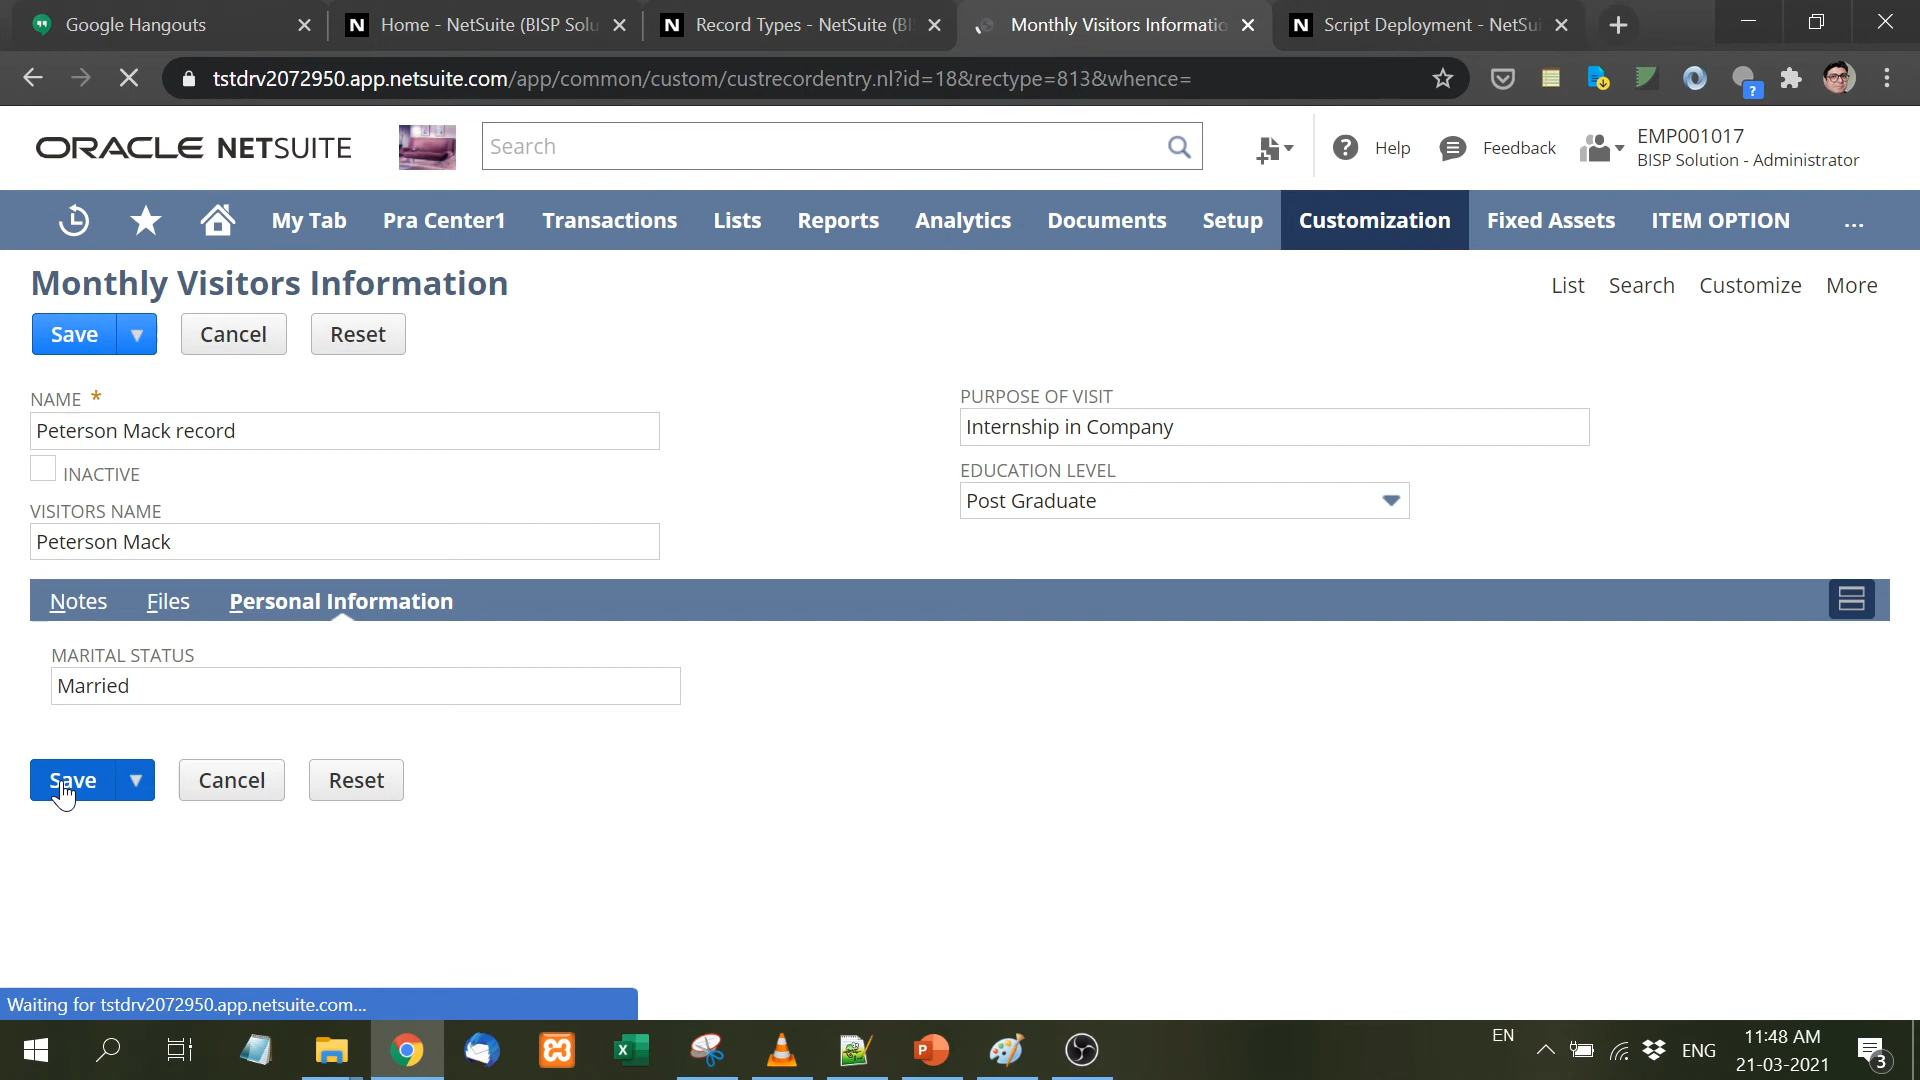 Google Hangouts
N Home - NetSuite (BISP Solu
N Record Types - NetSuite (BI
Monthly Visitors Informatio
N Script Deployment - NetSui
tstdrv2072950.app.netsuite.com/app/common/custom/custrecordentry.nl?id=18&rectype=813&whence=
?
ORACLE NETSUITE
Search
Help
Feedback
EMP001017
BISP Solution - Administrator
My Tab
Pra Center1
Transactions
Lists
Reports
Analytics
Documents
Setup
Customization
Fixed Assets
ITEM OPTION
...
Monthly Visitors Information
List
Search
Customize
More
Save
Cancel
Reset
NAME *
Peterson Mack record
INACTIVE
VISITORS NAME
Peterson Mack
PURPOSE OF VISIT
Internship in Company
EDUCATION LEVEL
Post Graduate
Notes
Files
Personal Information
MARITAL STATUS
Married
Save
Cancel
Reset
Waiting for tstdrv2072950.app.netsuite.com...
EN
ENG
11:48 AM
21-03-2021
3